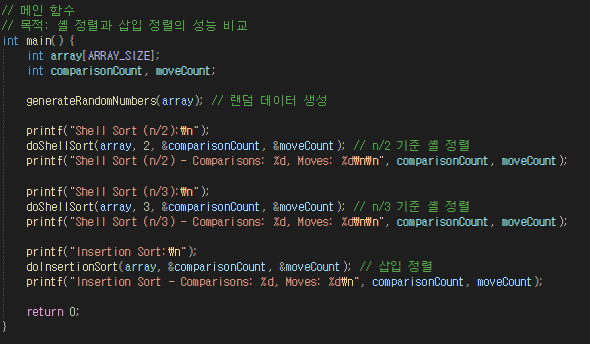 // 메인 함수
// 목적: 셸 정렬과 삽입 정렬의 성능 비교
int main() {
    int array[ARRAY_SIZE];
    int comparisonCount, moveCount;

    generateRandomNumbers(array); // 랜덤 데이터 생성

    printf("Shell Sort (n/2):₩n");
    doShellSort(array, 2, &comparisonCount, &moveCount); // n/2 기준 셸 정렬
    printf("Shell Sort (n/2) - Comparisons: %d, Moves: %d₩n₩n", comparisonCount, moveCount);

    printf("Shell Sort (n/3):₩n");
    doShellSort(array, 3, &comparisonCount, &moveCount); // n/3 기준 셸 정렬
    printf("Shell Sort (n/3) - Comparisons: %d, Moves: %d₩n₩n", comparisonCount, moveCount);

    printf("Insertion Sort:₩n");
    doInsertionSort(array, &comparisonCount, &moveCount); // 삽입 정렬
    printf("Insertion Sort - Comparisons: %d, Moves: %d₩n", comparisonCount, moveCount);

    return 0;
}